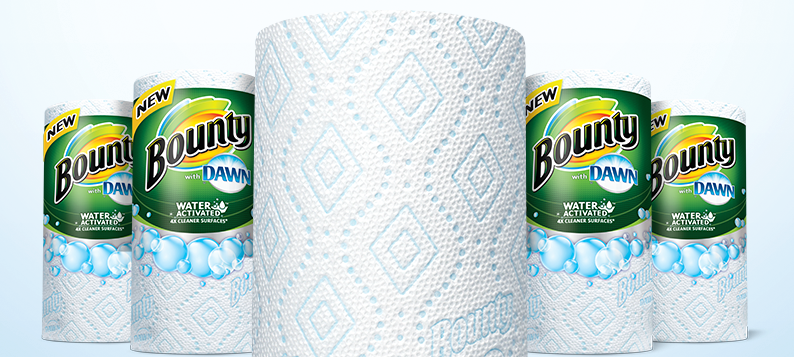 NEW
Bounty
with DAWN
WATER
ACTIVATED
4X CLEANER SURFACES*
NEW
Bounty
with DAWN
WATER
ACTIVATED
4X CLEANER SURFACES*
Bounty
NEW
Bounty
with DAWN
WATER
ACTIVATED
4X CLEANER SURFACES*
NEW
Bounty
with DAWN
WATER
ACTIVATED
4X CLEANER SURFACES*